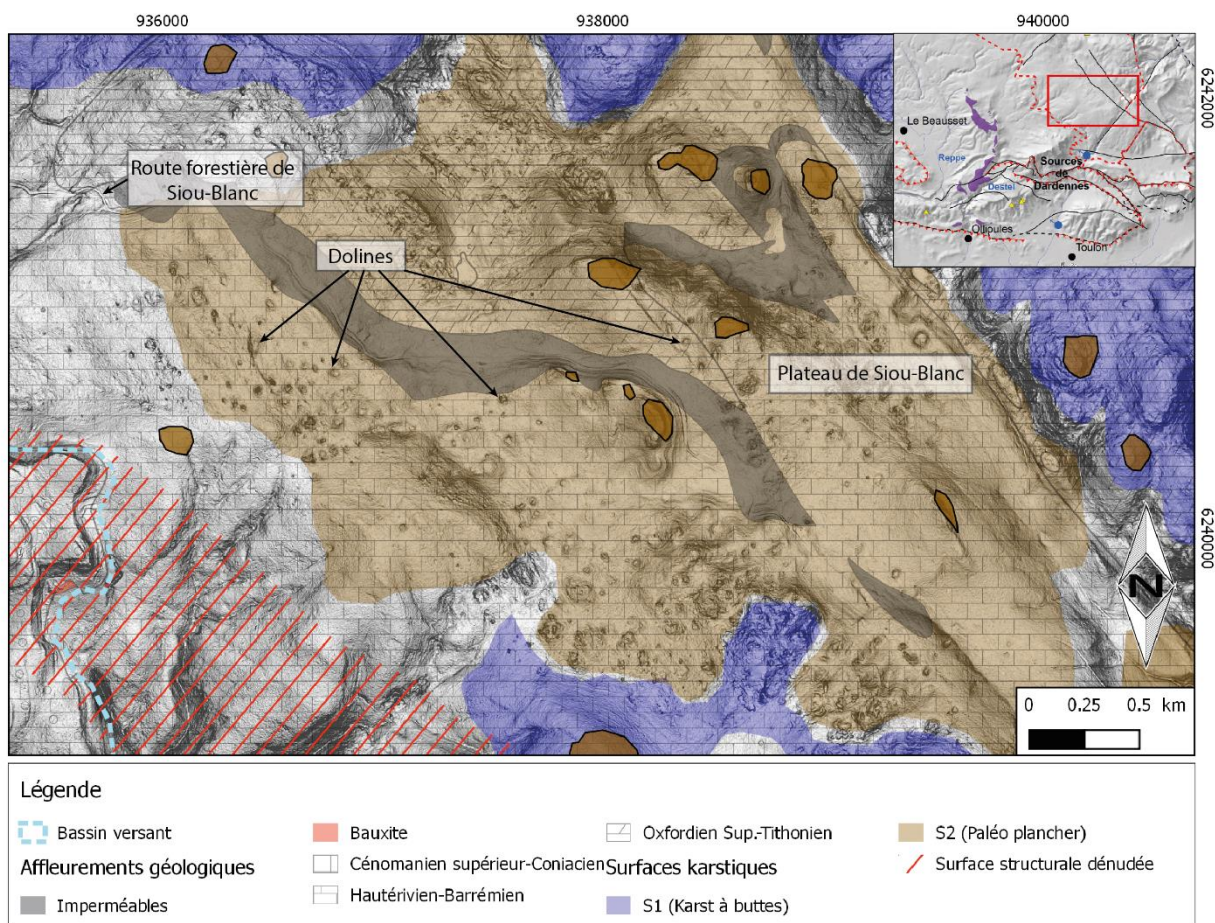 936000
938000
940000
6242000
6240000
Le Beausset
Reppe
Destel
Sources
de
Dardennes
Ollioules
Toulon
Route forestière de
Siou-Blanc
Dolines
Plateau de Siou-Blanc
N
0 0.25 0.5 km
Légende
Bassin versant
Affleurements géologiques
Imperméables
Bauxite
Cénomanien supérieur-Coniacien
Hautérivien-Barrémien
Oxfordien Sup.-Tithonien
Surfaces karstiques
S1 (Karst à buttes)
S2 (Paléo plancher)
Surface structurale dénudée